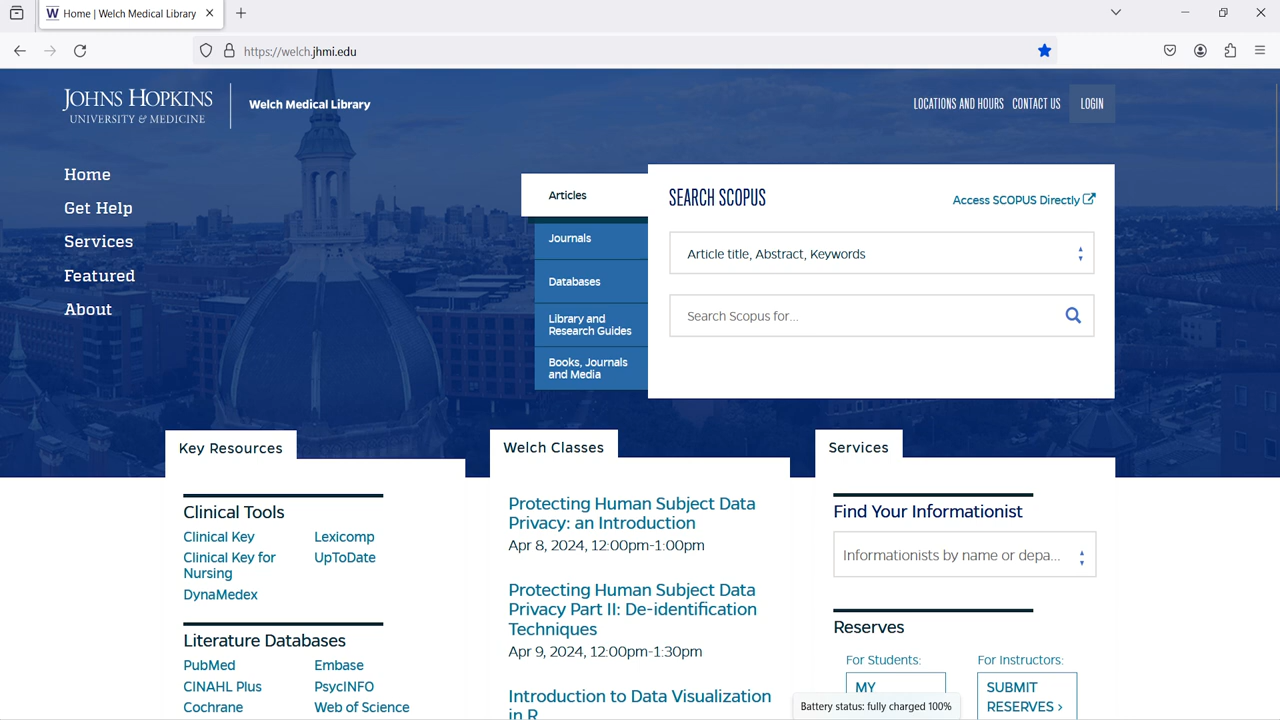 Home | Welch Medical Library
https://welch.jhmi.edu
JOHNS HOPKINS
UNIVERSITY & MEDICINE
Welch Medical Library
LOCATIONS AND HOURS
CONTACT US
LOGIN
Home
Get Help
Services
Featured
About
Articles
Journals
Databases
Library and
Research Guides
Books, Journals
and Media
SEARCH SCOPUS
Access SCOPUS Directly
Article title, Abstract, Keywords
Search Scopus for...
Key Resources
Clinical Tools
Clinical Key
Lexicomp
Clinical Key for
Nursing
UpToDate
DynaMedex
Literature Databases
PubMed
Embase
CINAHL Plus
PsycINFO
Cochrane
Web of Science
Welch Classes
Protecting Human Subject Data
Privacy: an Introduction
Apr 8, 2024, 12:00pm-1:00pm
Protecting Human Subject Data
Privacy Part II: De-identification
Techniques
Apr 9, 2024, 12:00pm-1:30pm
Introduction to Data Visualization
in R
Services
Find Your Informationist
Informationists by name or depa...
Reserves
For Students:
MY
For Instructors:
SUBMIT
RESERVES ›
Battery status: fully charged 100%